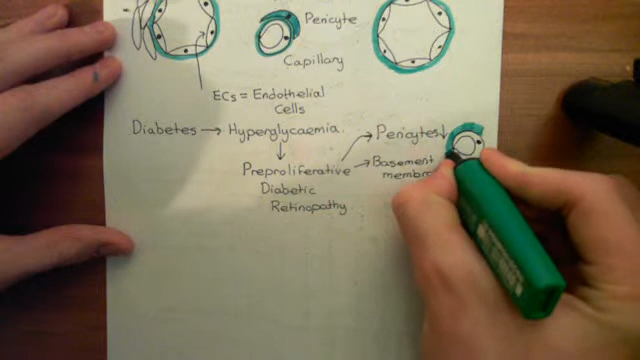 Pericyte
Capillary
ECs = Endothelial
Cells
Diabetes → Hyperglycaemia.
Pericytes↓
Preproliferative → Basement
Diabetic
Retinopathy